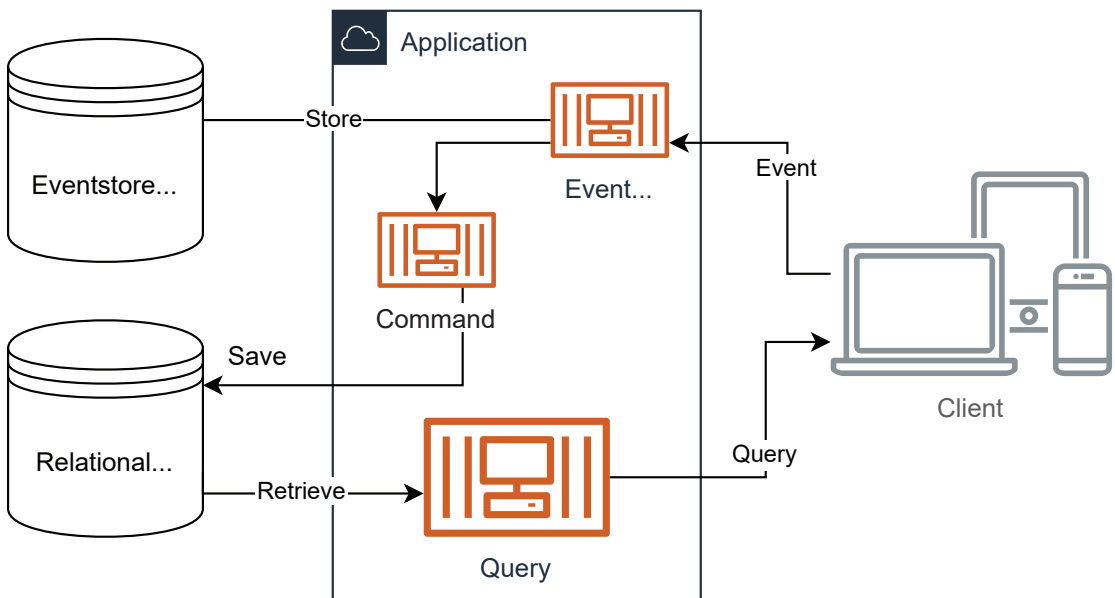 Application
Store
Eventstore...
Event...
Event
Command
Save
Client
Relational...
Query
Retrieve
Query